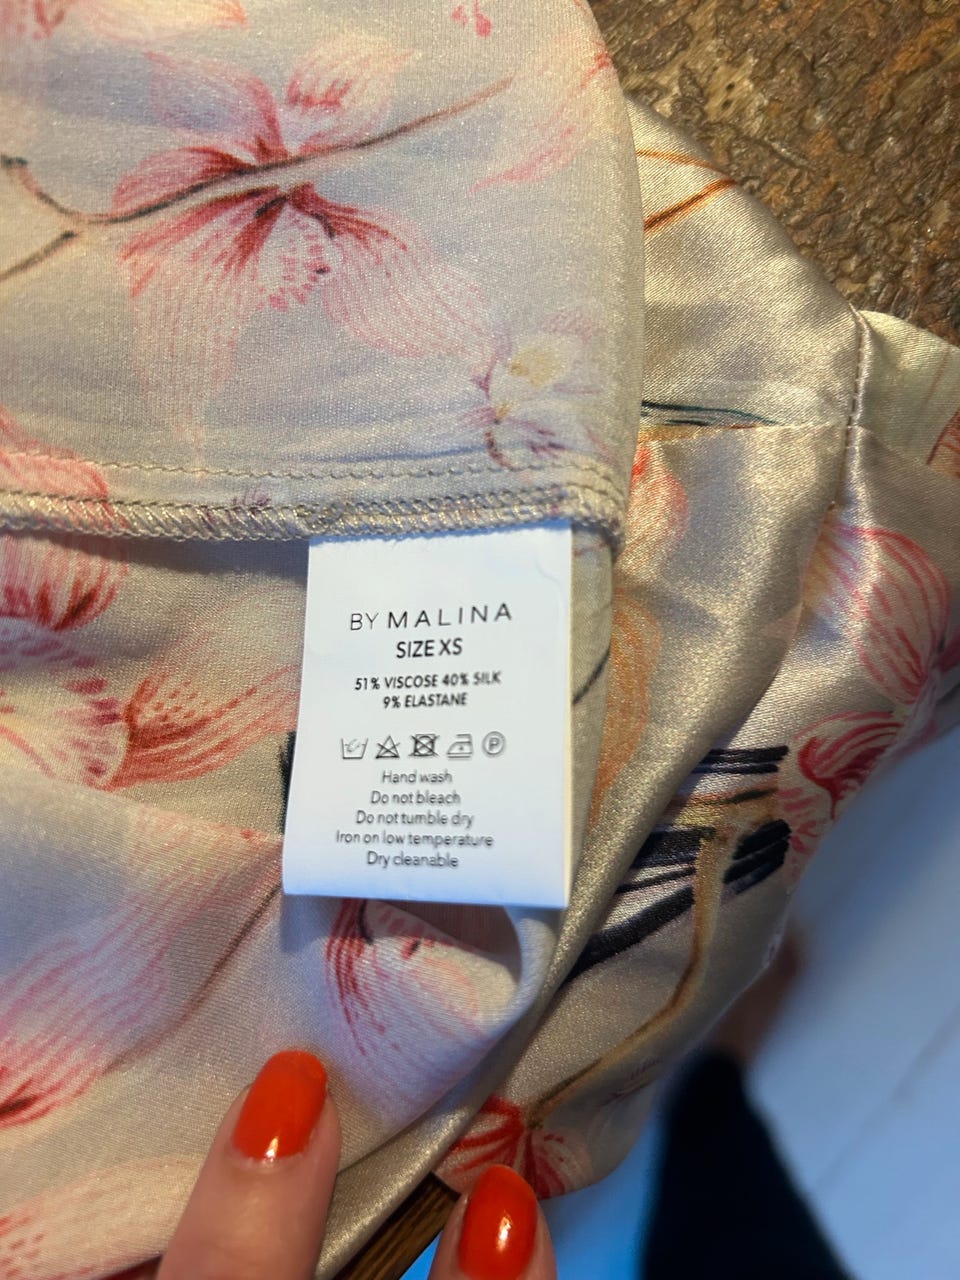 BY MALINA
SIZE XS
51% VISCOSE 40% SILK
9% ELASTANE
P
Hand wash
Do not bleach
Do not tumble dry
Iron on low temperature
Dry cleanable